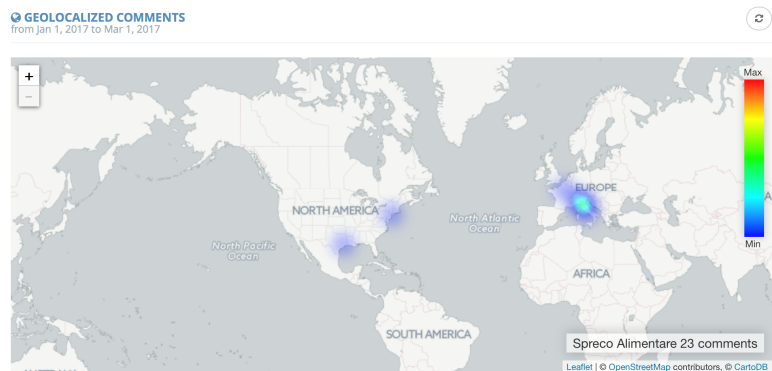 GEOLOCALIZED COMMENTS
from Jan 1, 2017 to Mar 1, 2017
+
−
Max
EUROPE
NORTH AMERICA
North Atlantic
Ocean
North Pacific
Ocean
Min
AFRICA
SOUTH AMERICA
Spreco Alimentare 23 comments
Leaflet | © OpenStreetMap contributors, © CartoDB